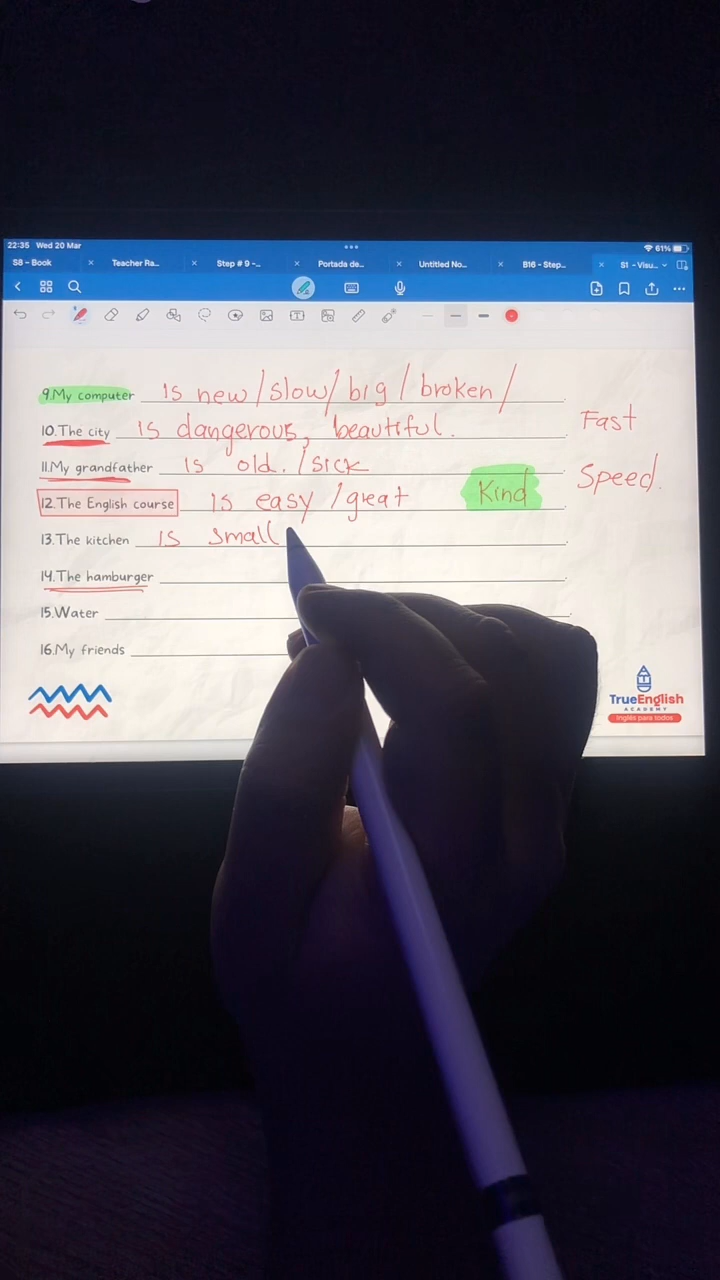 22:35 Wed 20 Mar
61%
S8 - Book × Teacher Ra... × Step # 9 -... × Portada de... × Untitled No... × B16 - Step... × S1 - Visu...
9.My computer is new/slow/big/broken/
Fast
10.The city is dangerous, beautiful.
11.My grandfather is old./sick
Speed.
12.The English course is easy/great Kind
13.The kitchen is small
14.The hamburger
15.Water
16.My friends
TrueEnglish
ACADEMY
Inglés para todos